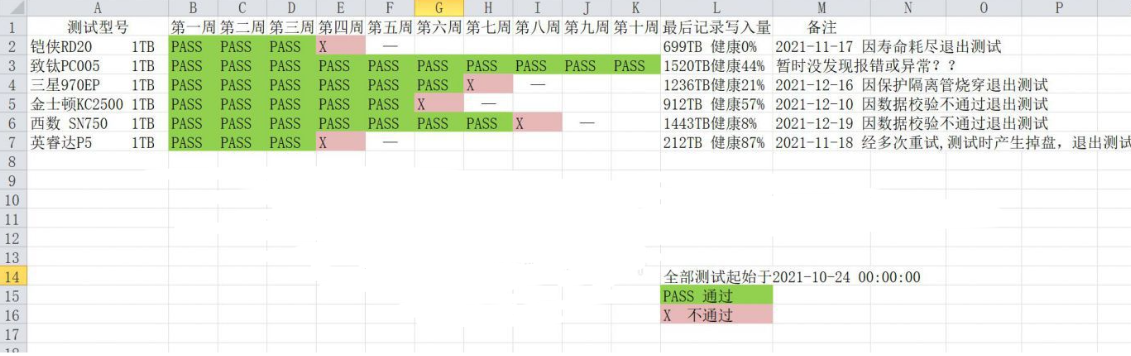 A B C D E F G H I J K L M N O P
1 测试型号 第一周 第二周 第三周 第四周 第五周 第六周 第七周 第八周 第九周 第十周 最后记录写入量 备注
2 铠侠RD20 1TB PASS PASS PASS X — 699TB 健康0% 2021-11-17 因寿命耗尽退出测试
3 致钛PC005 1TB PASS PASS PASS PASS PASS PASS PASS PASS PASS PASS 1520TB健康44% 暂时没发现报错或异常？？
4 三星970EP 1TB PASS PASS PASS PASS PASS PASS X — 1236TB健康21% 2021-12-16 因保护隔离管烧穿退出测试
5 金士顿KC2500 1TB PASS PASS PASS PASS PASS X — 912TB 健康57% 2021-12-10 因数据校验不通过退出测试
6 西数 SN750 1TB PASS PASS PASS PASS PASS PASS PASS X — 1443TB健康8% 2021-12-19 因数据校验不通过退出测试
7 英睿达P5 1TB PASS PASS PASS X — 212TB 健康87% 2021-11-18 经多次重试,测试时产生掉盘，退出测试
8
9
10
11
12
13
14 全部测试起始于2021-10-24 00:00:00
15 PASS 通过
16 X 不通过
17